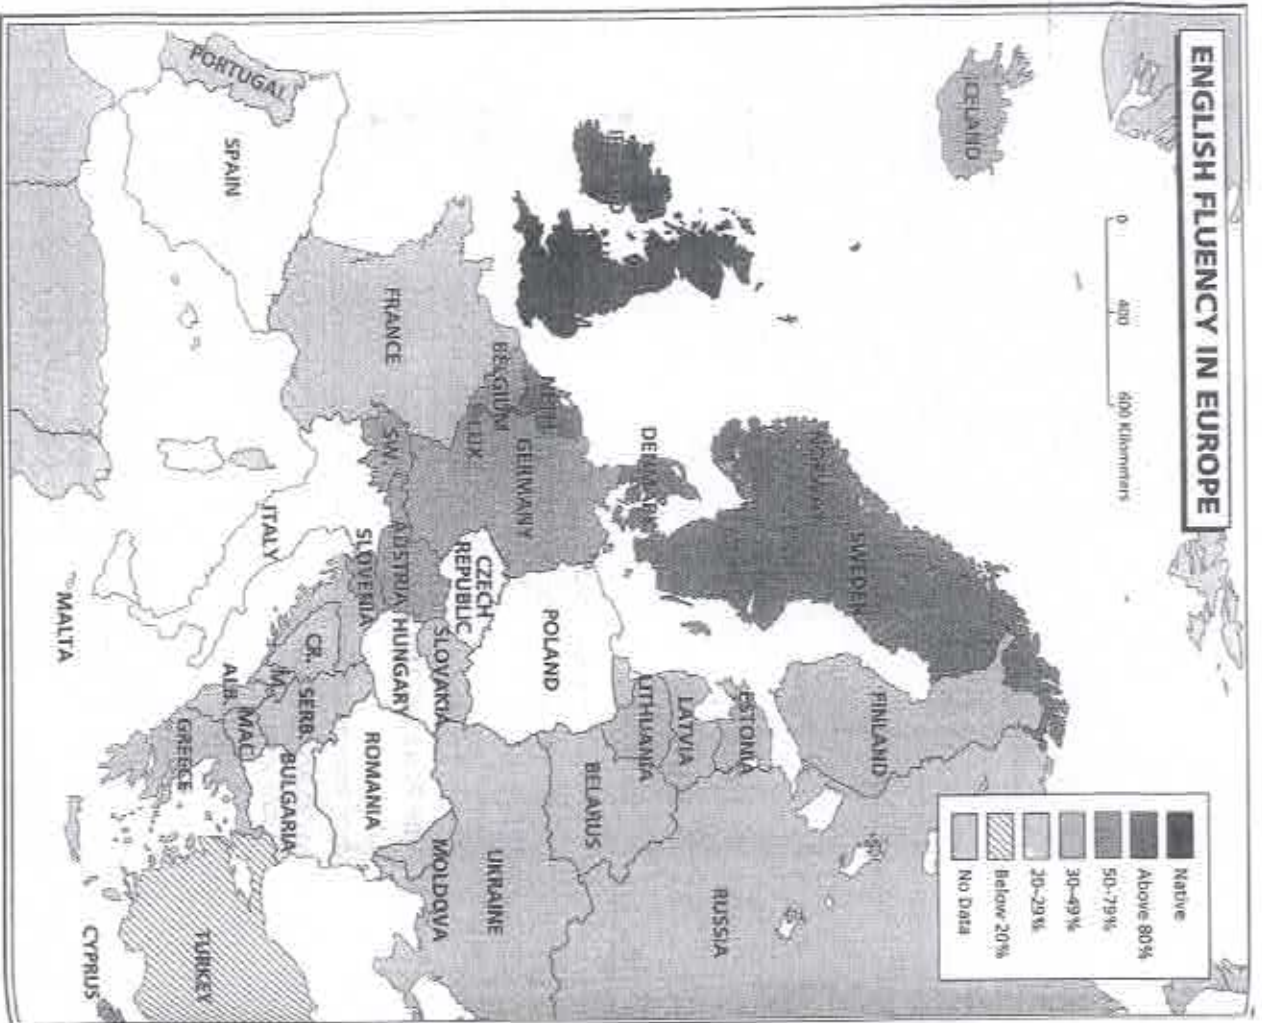 ENGLISH FLUENCY IN EUROPE
0 400 600 Kilometers
Native
Above 80%
50-79%
30-49%
20-29%
Below 20%
No Data
ICELAND
SWEDEN
FINLAND
DENMARK
ESTONIA
LATVIA
LITHUANIA
RUSSIA
BELARUS
POLAND
GERMANY
BELGIUM
LUX.
CZECH
REPUBLIC
SLOVAKIA
UKRAINE
MOLDOVA
FRANCE
SW.
AUSTRIA
HUNGARY
SLOVENIA
ROMANIA
CR.
SERB.
BULGARIA
ITALY
M.
ALB.
MAC.
GREECE
TURKEY
PORTUGAL
SPAIN
MALTA
CYPRUS